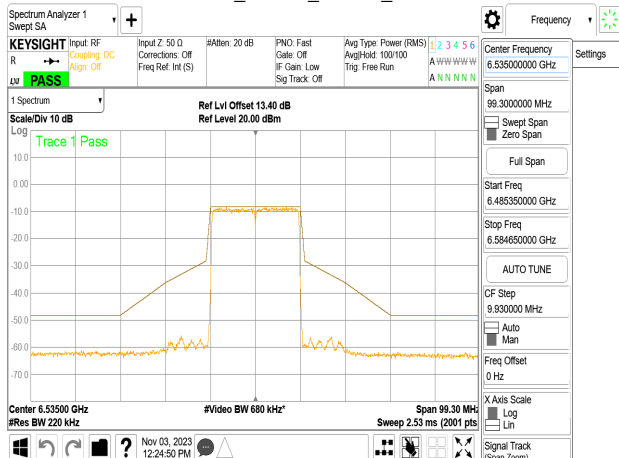 Spectrum Analyzer 1
Swept SA
Frequency
KEYSIGHT
Input: RF
Coupling: DC
Align: Off
Input Z: 50 Ω
Corrections: Off
Freq Ref: Int (S)
#Atten: 20 dB
PNO: Fast
Gate: Off
IF Gain: Low
Sig Track: Off
Avg Type: Power (RMS)
Avg|Hold: 100/100
Trig: Free Run
1 2 3 4 5 6
A W W W W W
A N N N N N
R
LXI
PASS
Center Frequency
6.535000000 GHz
Settings
Span
99.3000000 MHz
Swept Span
Zero Span
Full Span
Start Freq
6.485350000 GHz
Stop Freq
6.584650000 GHz
AUTO TUNE
CF Step
9.930000 MHz
Auto
Man
Freq Offset
0 Hz
X Axis Scale
Log
Lin
Signal Track
(Span Zoom)
1 Spectrum
Scale/Div 10 dB
Ref Lvl Offset 13.40 dB
Ref Level 20.00 dBm
Log
Trace 1 Pass
10.0
0.00
-10.0
-20.0
-30.0
-40.0
-50.0
-60.0
-70.0
Center 6.53500 GHz
#Video BW 680 kHz*
Span 99.30 MHz
#Res BW 220 kHz
Sweep 2.53 ms (2001 pts)
?
Nov 03, 2023
12:24:50 PM